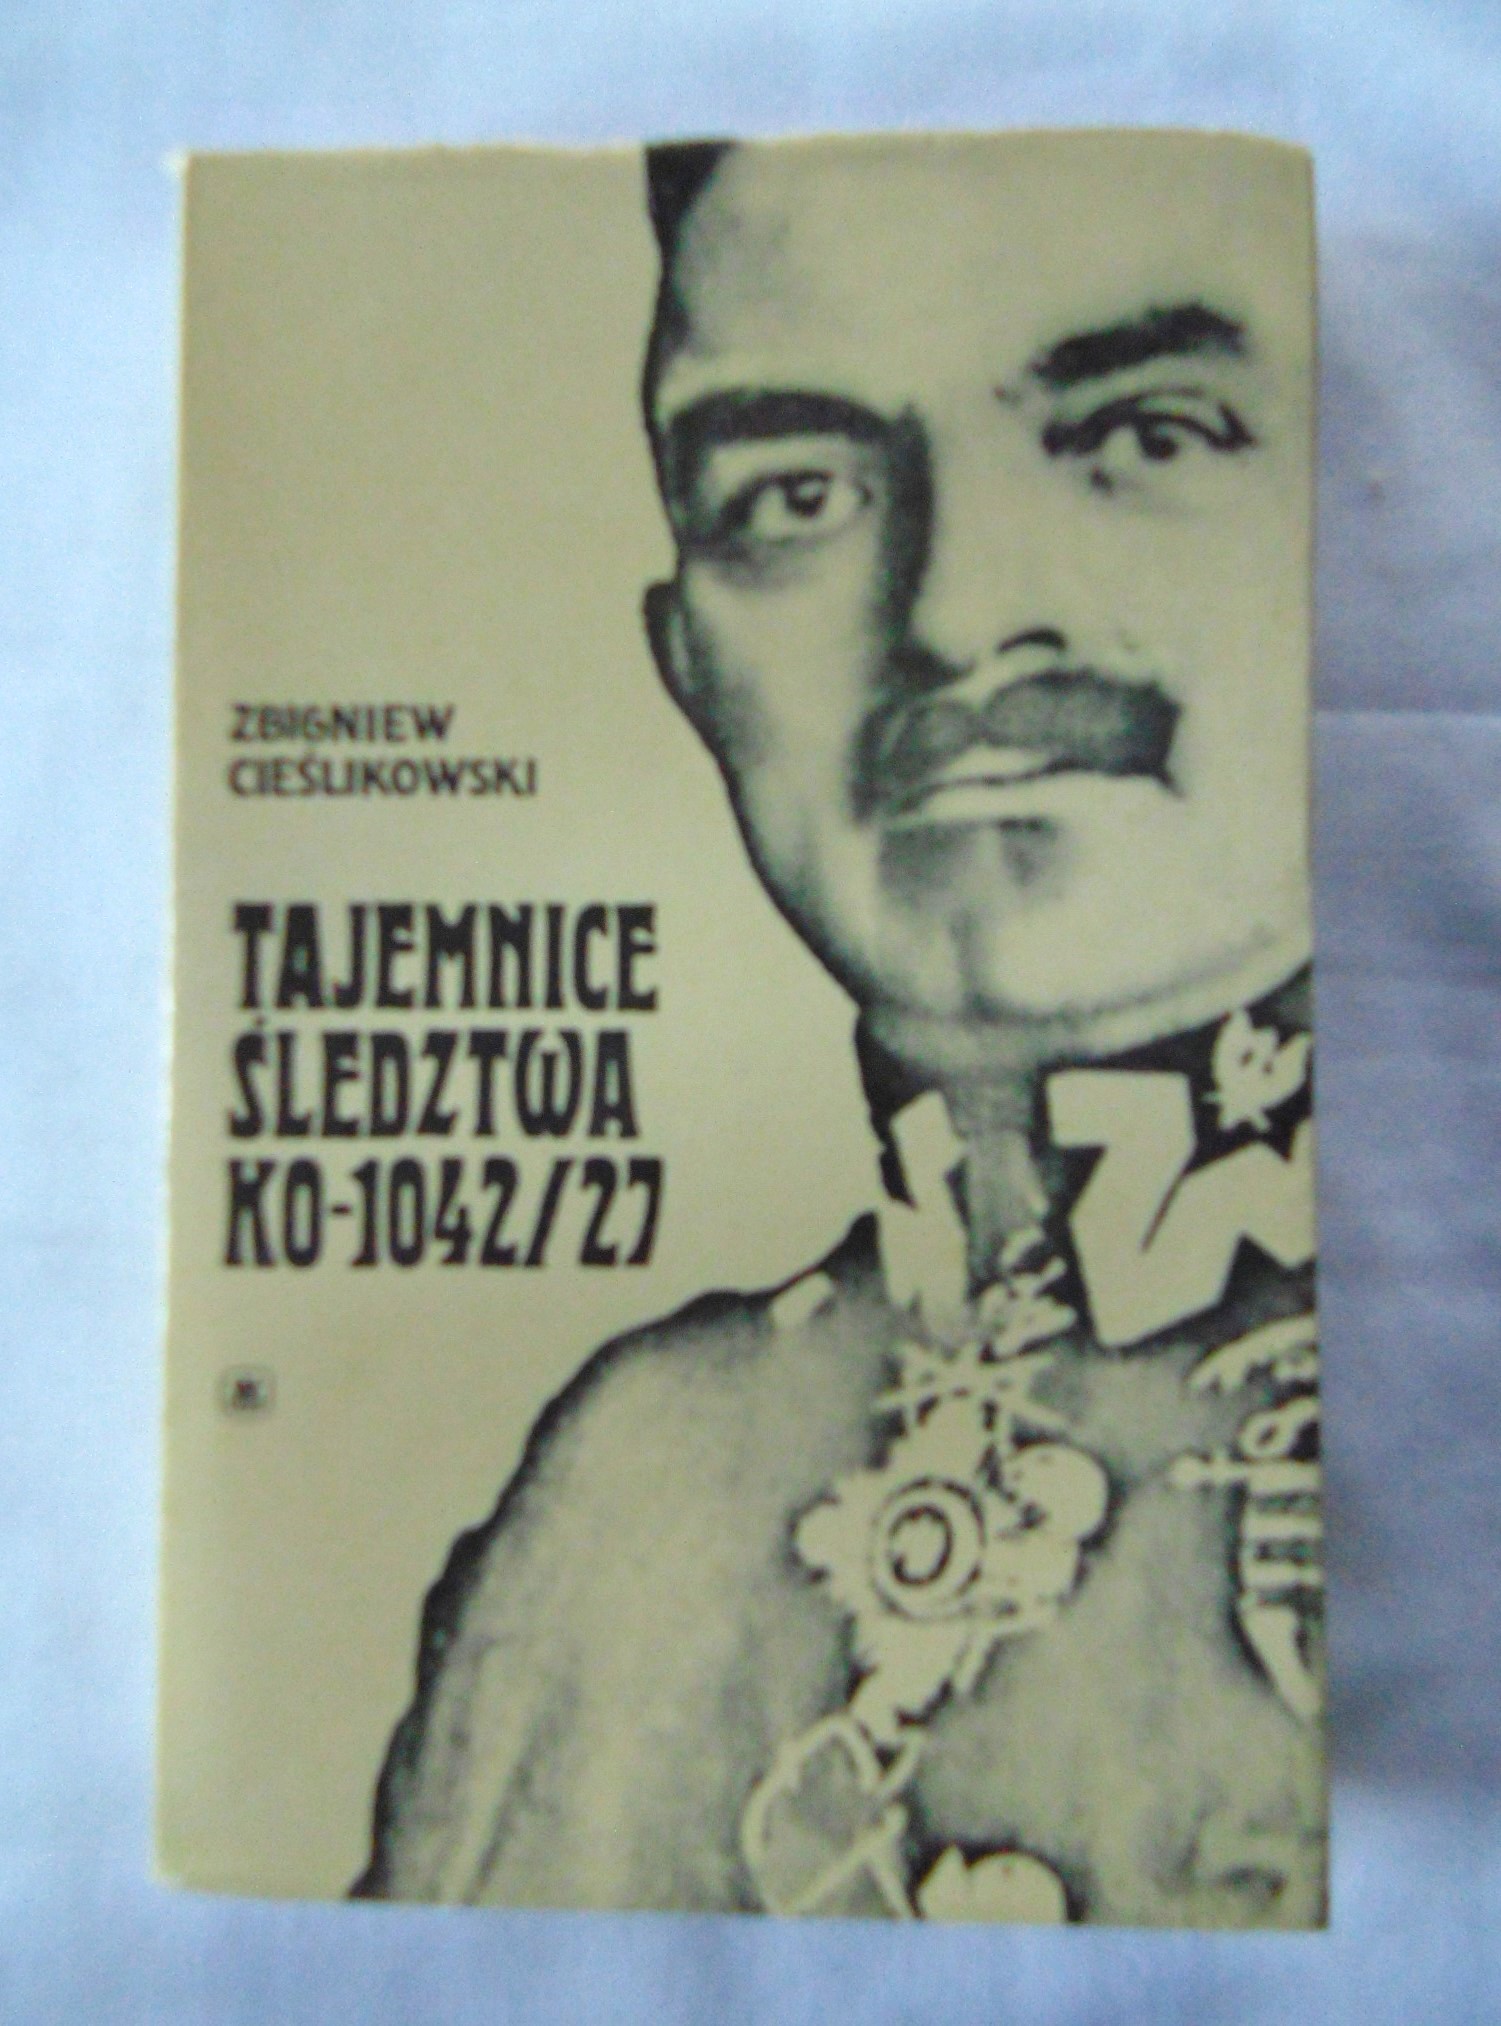 ZBIGNIEW
CIEŚLIKOWSKI
TAJEMNICE
ŚLEDZTWA
KO-1042/27